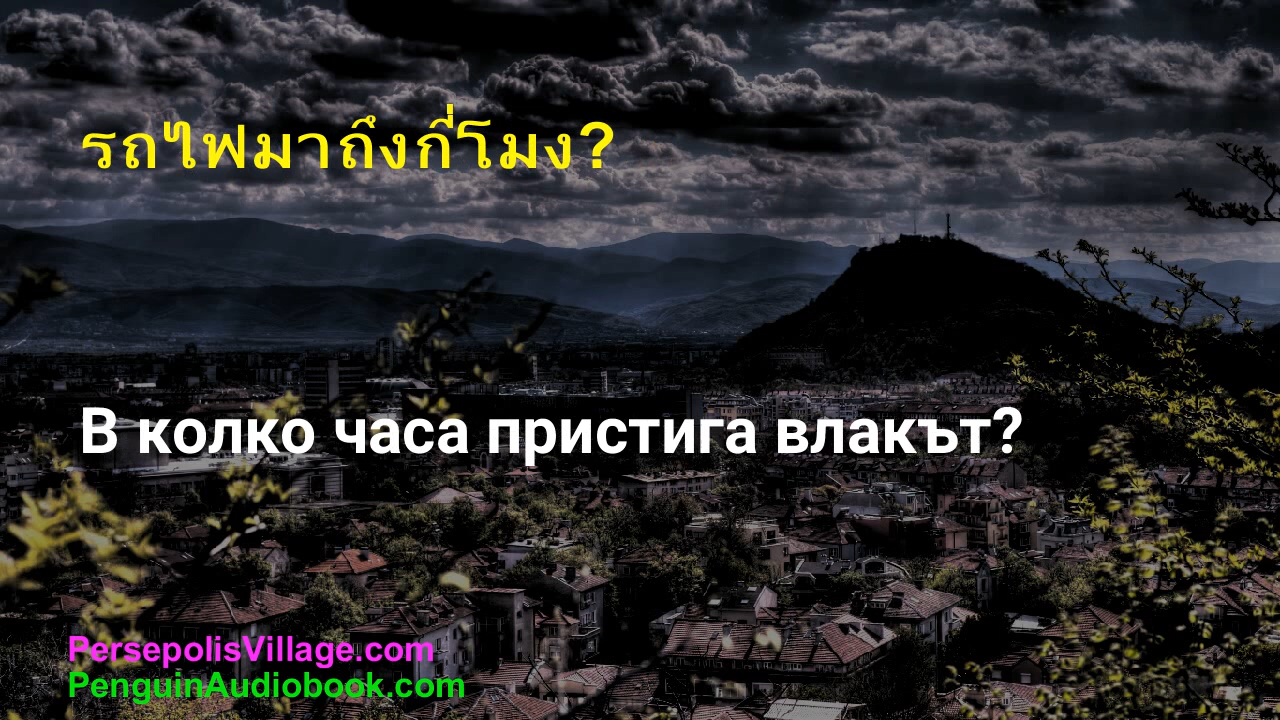 รถไฟมาถึงกี่โมง?
В колко часа пристига влакът?
PersepolisVillage.com
PenguinAudiobook.com